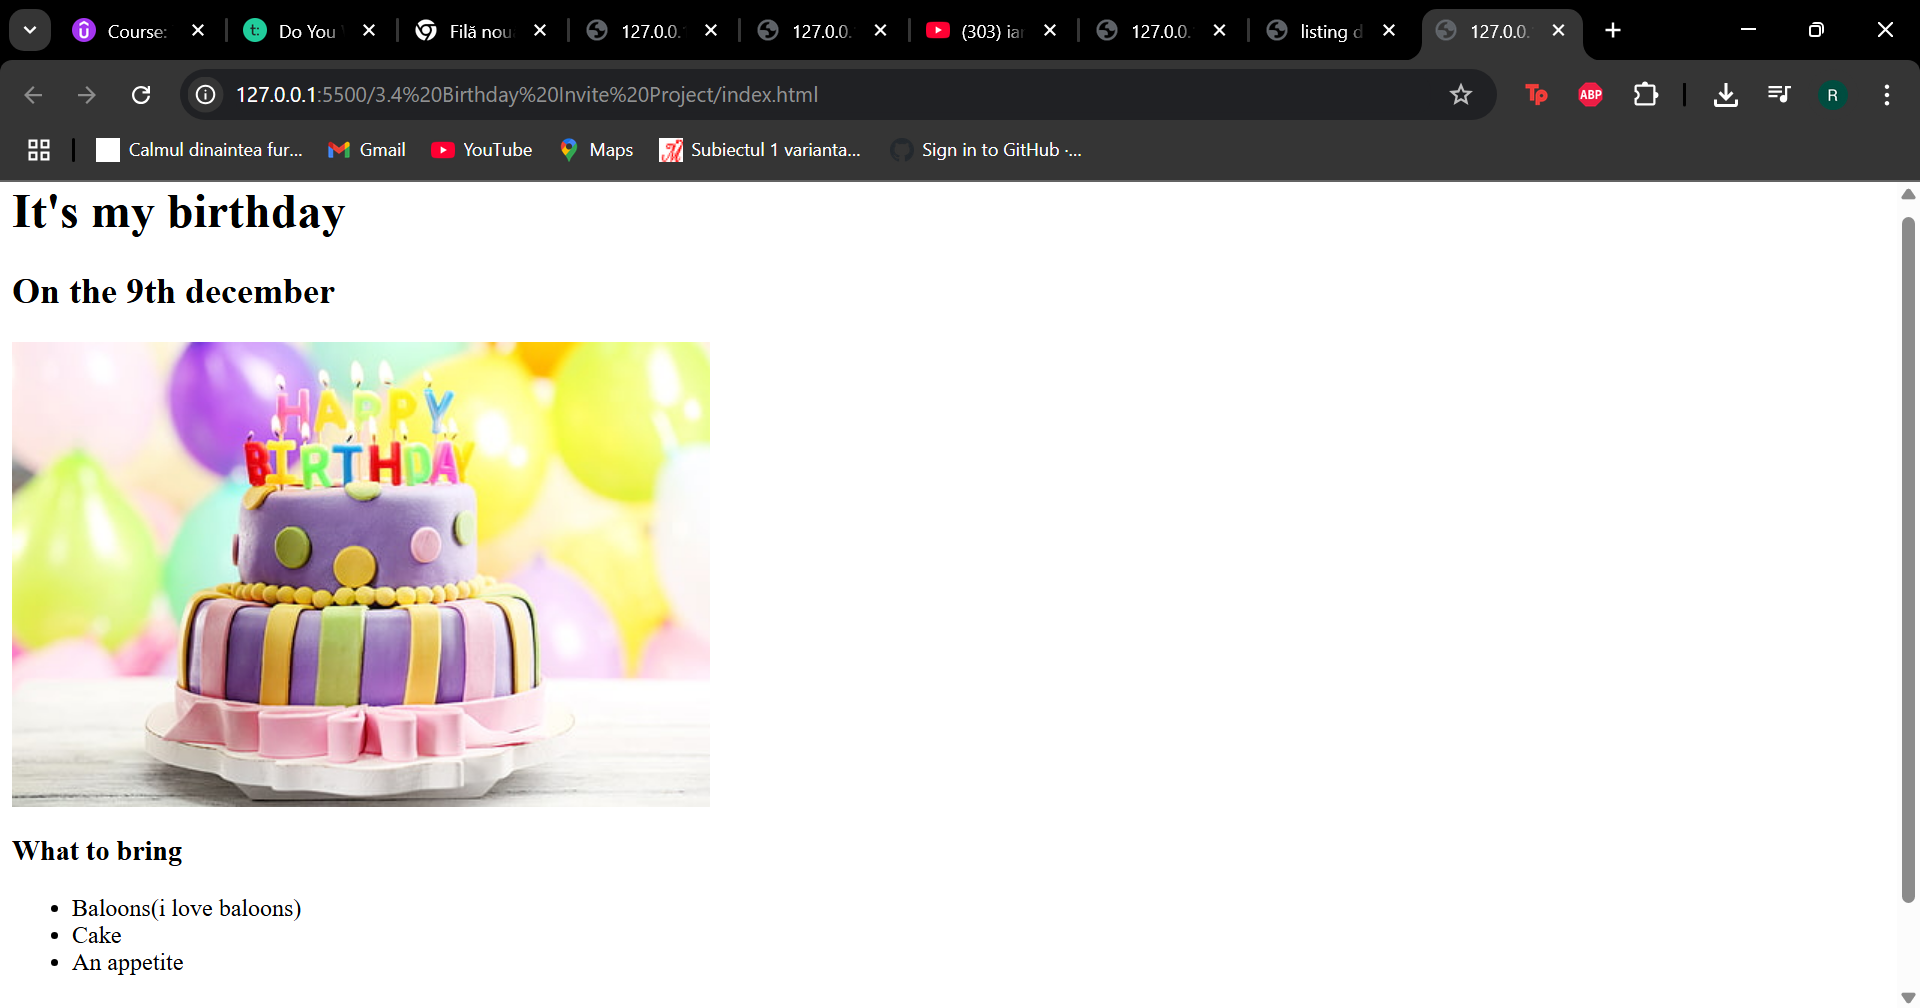 Course:
t: Do You
Filă nou
127.0.0.
127.0.0.
(303) ia
127.0.0.
listing d
127.0.0.
127.0.0.1:5500/3.4%20Birthday%20Invite%20Project/index.html
Tp
ABP
R
Calmul dinaintea fur...
Gmail
YouTube
Maps
Subiectul 1 varianta...
Sign in to GitHub ·...
It's my birthday
On the 9th december
HAPPY
BIRTHDAY
What to bring
• Baloons(i love baloons)
• Cake
• An appetite